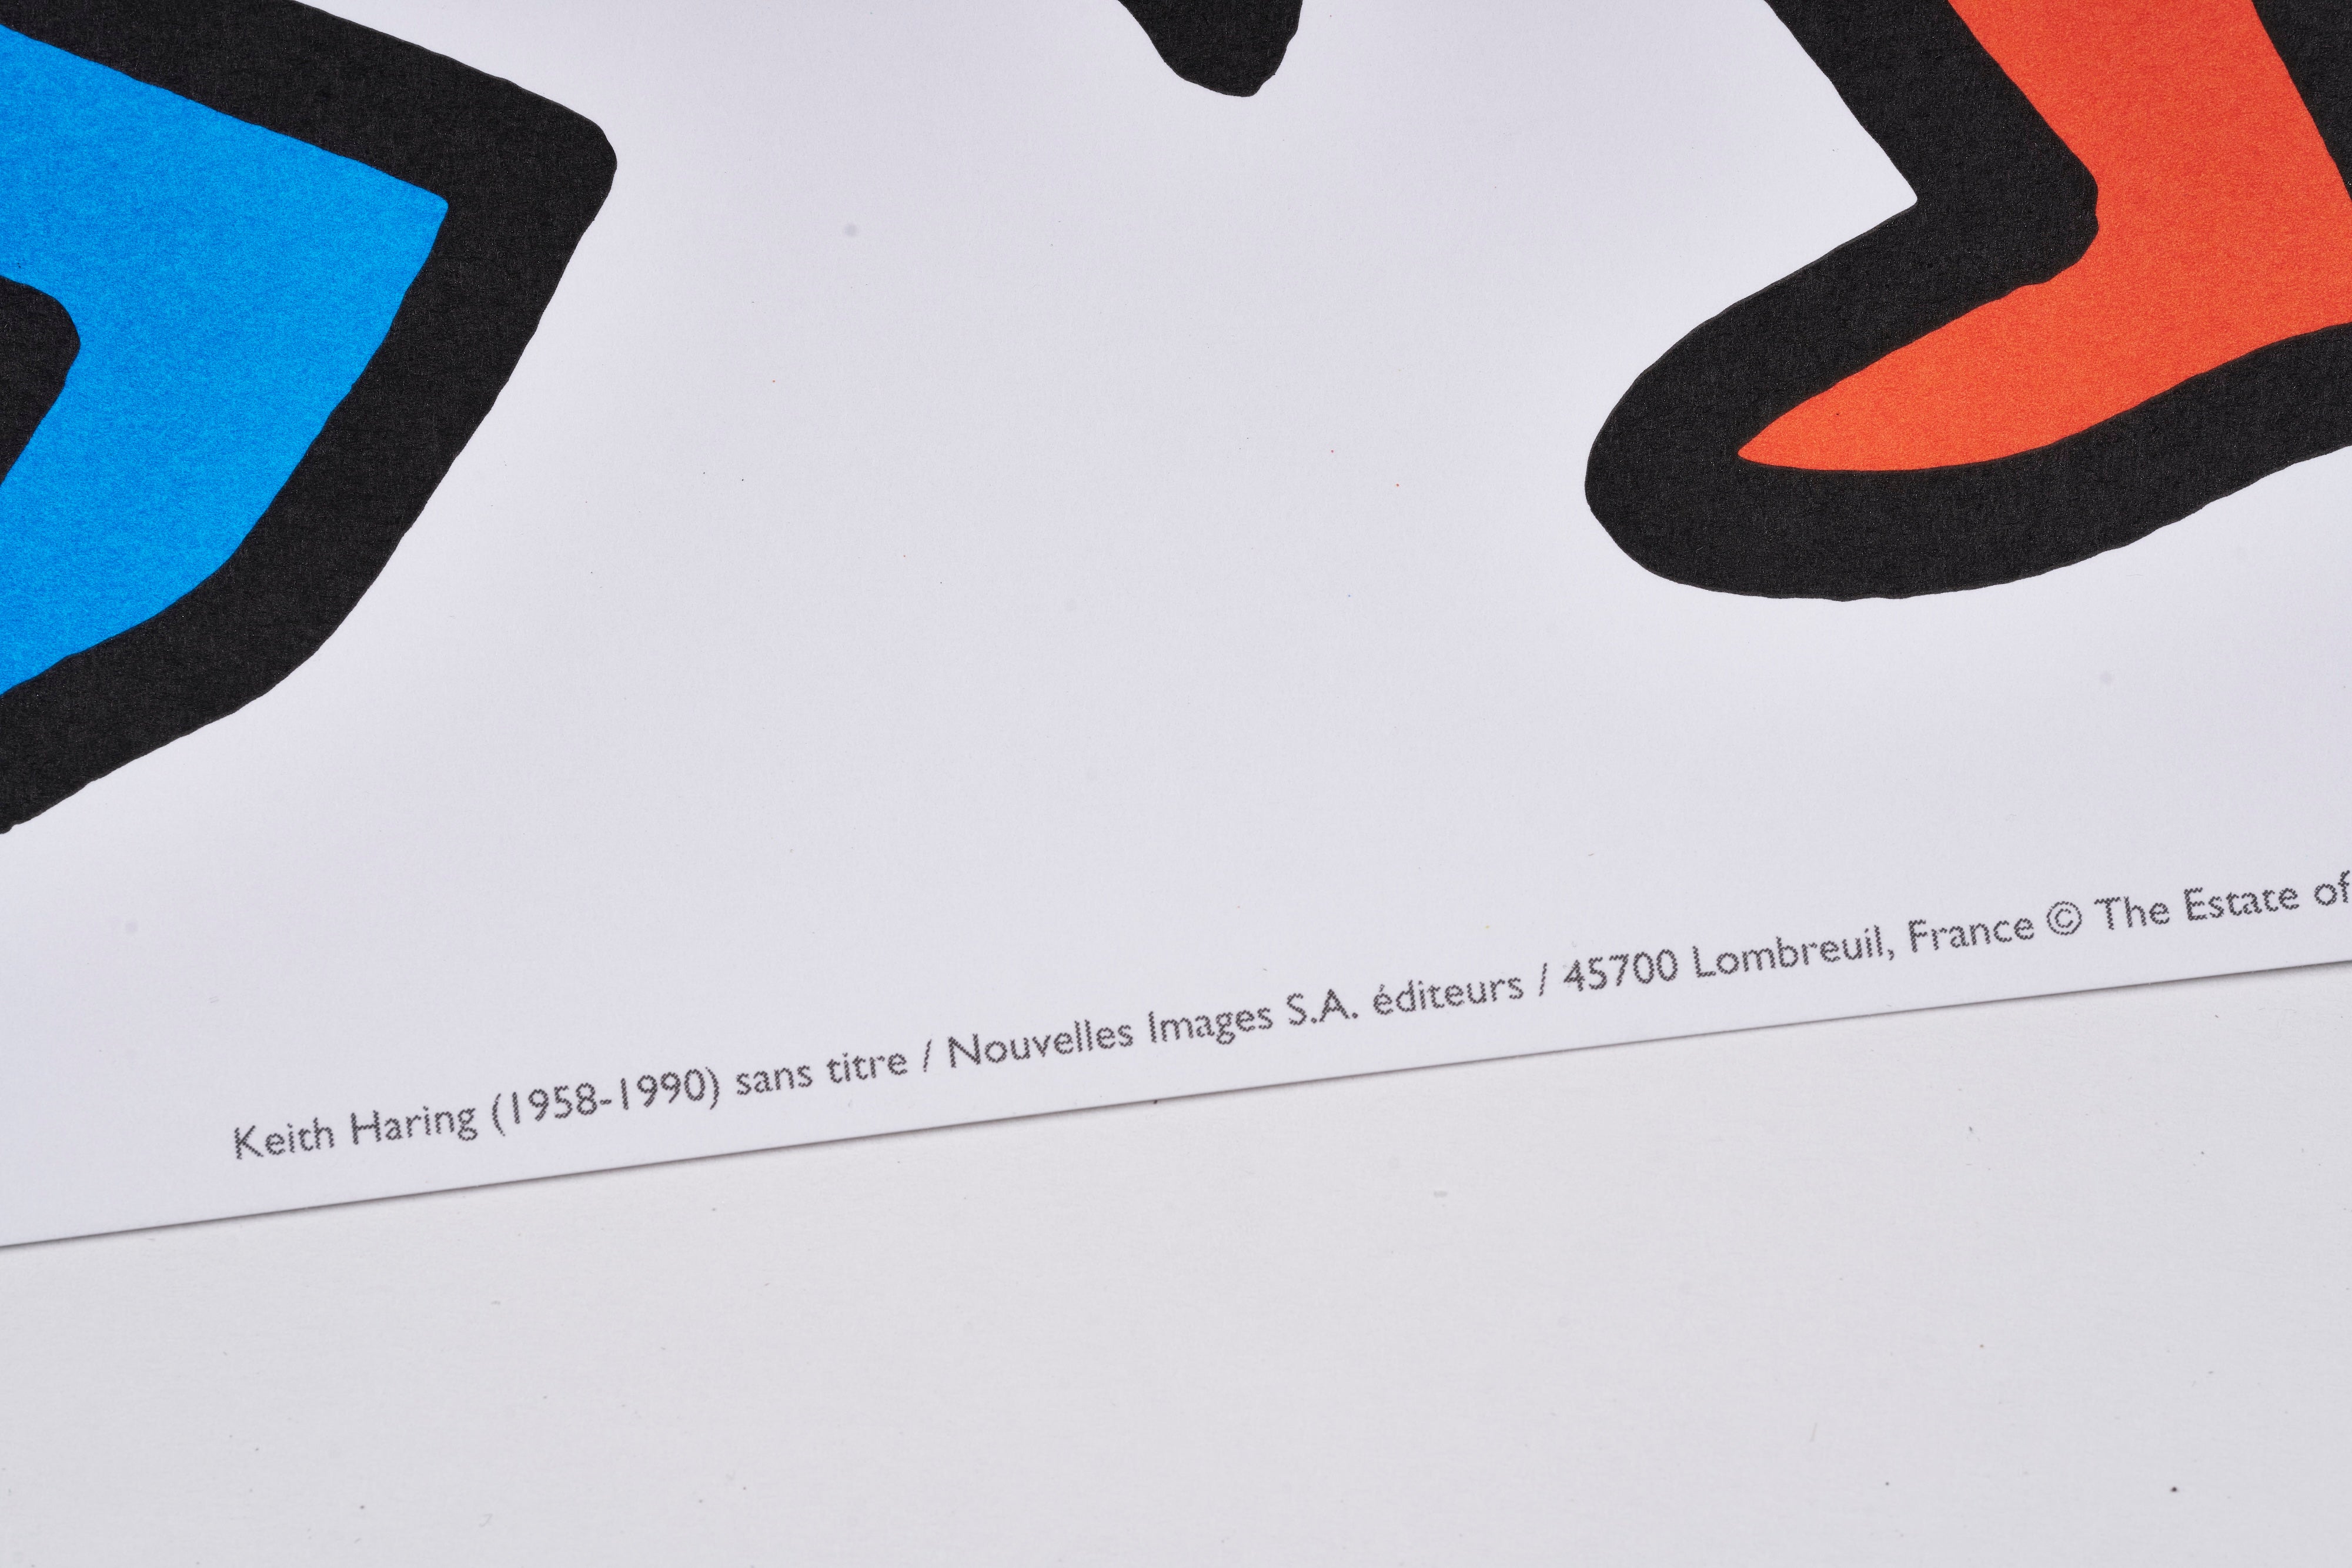 Keith Haring (1958-1990) sans titre / Nouvelles Images S.A. éditeurs / 45700 Lombreuil, France © The Estate of